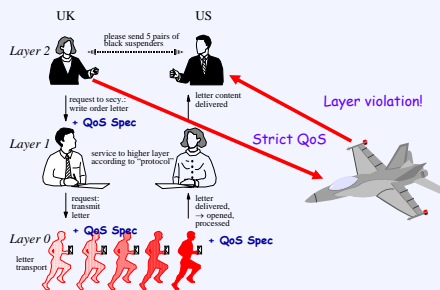 UK
US
please send 5 pairs of
black suspenders
Layer 2
request to secy.:
write order letter
letter content
delivered
Layer violation!
+ QoS Spec
Strict QoS
Layer 1
service to higher layer
according to "protocol"
request:
transmit
letter
letter
delivered,
→ opened,
processed
+ QoS Spec
Layer 0
+ QoS Spec
letter
transport